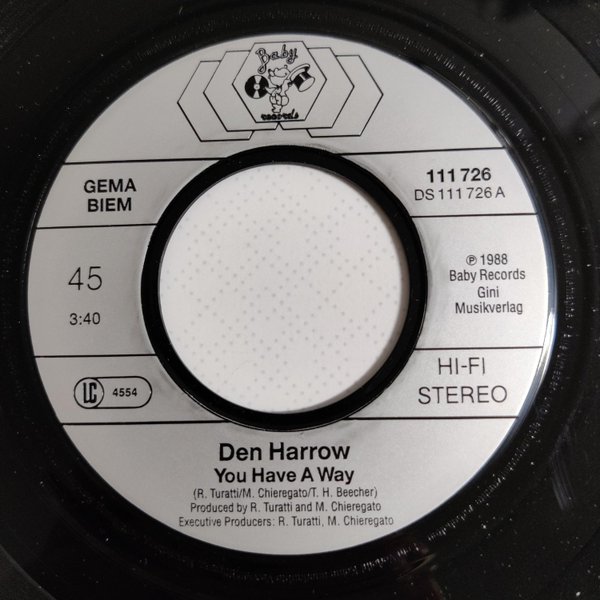 Baby
records
GEMA
BIEM
111 726
DS 111 726 A
45
3:40
℗ 1988
Baby Records
Gini
Musikverlag
LC 4554
HI-FI
STEREO
Den Harrow
You Have A Way
(R. Turatti/M. Chieregato/T. H. Beecher)
Produced by R. Turatti and M. Chieregato
Executive Producers: R. Turatti, M. Chieregato